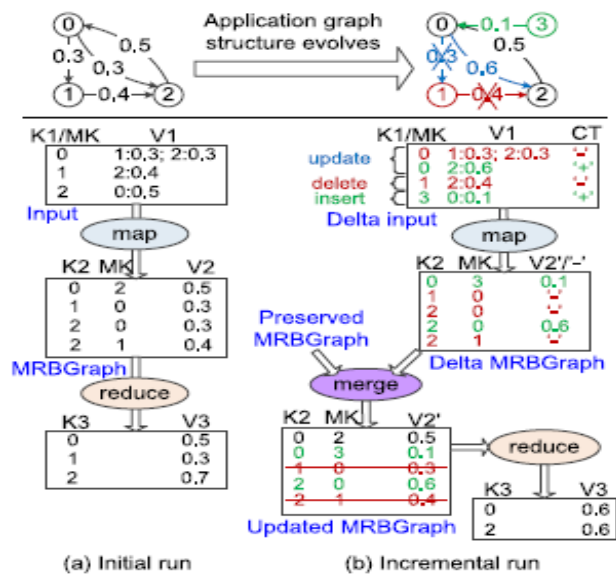 Application graph
structure evolves
0
0.3
0.3
0.5
1
0.4
2
0
0.1
3
0.3
0.6
0.5
1
0.4
2
K1/MK V1
0 1:0.3; 2:0.3
1 2:0.4
2 0:0.5
Input
map
K2 MK V2
0 2 0.5
1 0 0.3
2 0 0.3
2 1 0.4
MRBGraph
reduce
K3 V3
0 0.5
1 0.3
2 0.7
(a) Initial run
K1/MK V1 CT
update
delete
insert
0 1:0.3; 2:0.3 '-'
0 2:0.6 '+'
1 2:0.4 '-'
3 0:0.1 '+'
Delta input
map
K2 MK V2'/'-'
0 3 0.1
1 0 '-'
2 0 '-'
2 0 0.6
2 1 '-'
Delta MRBGraph
Preserved
MRBGraph
merge
K2 MK V2'
0 2 0.5
0 3 0.1
1 0 0.3
2 0 0.6
2 1 0.4
Updated MRBGraph
reduce
K3 V3
0 0.6
2 0.6
(b) Incremental run